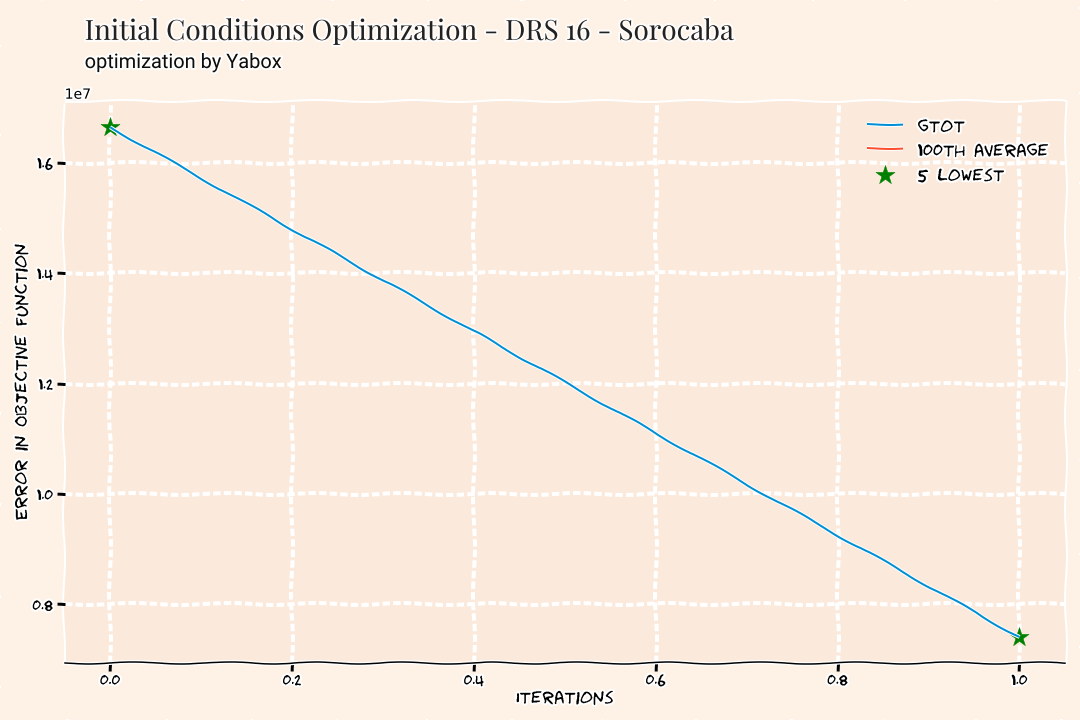 Initial Conditions Optimization - DRS 16 - Sorocaba
optimization by Yabox
1e7
GTOT
100TH AVERAGE
5 LOWEST
1.6
1.4
1.2
1.0
0.8
ERROR IN OBJECTIVE FUNCTION
0.0 0.2 0.4 0.6 0.8 1.0
ITERATIONS